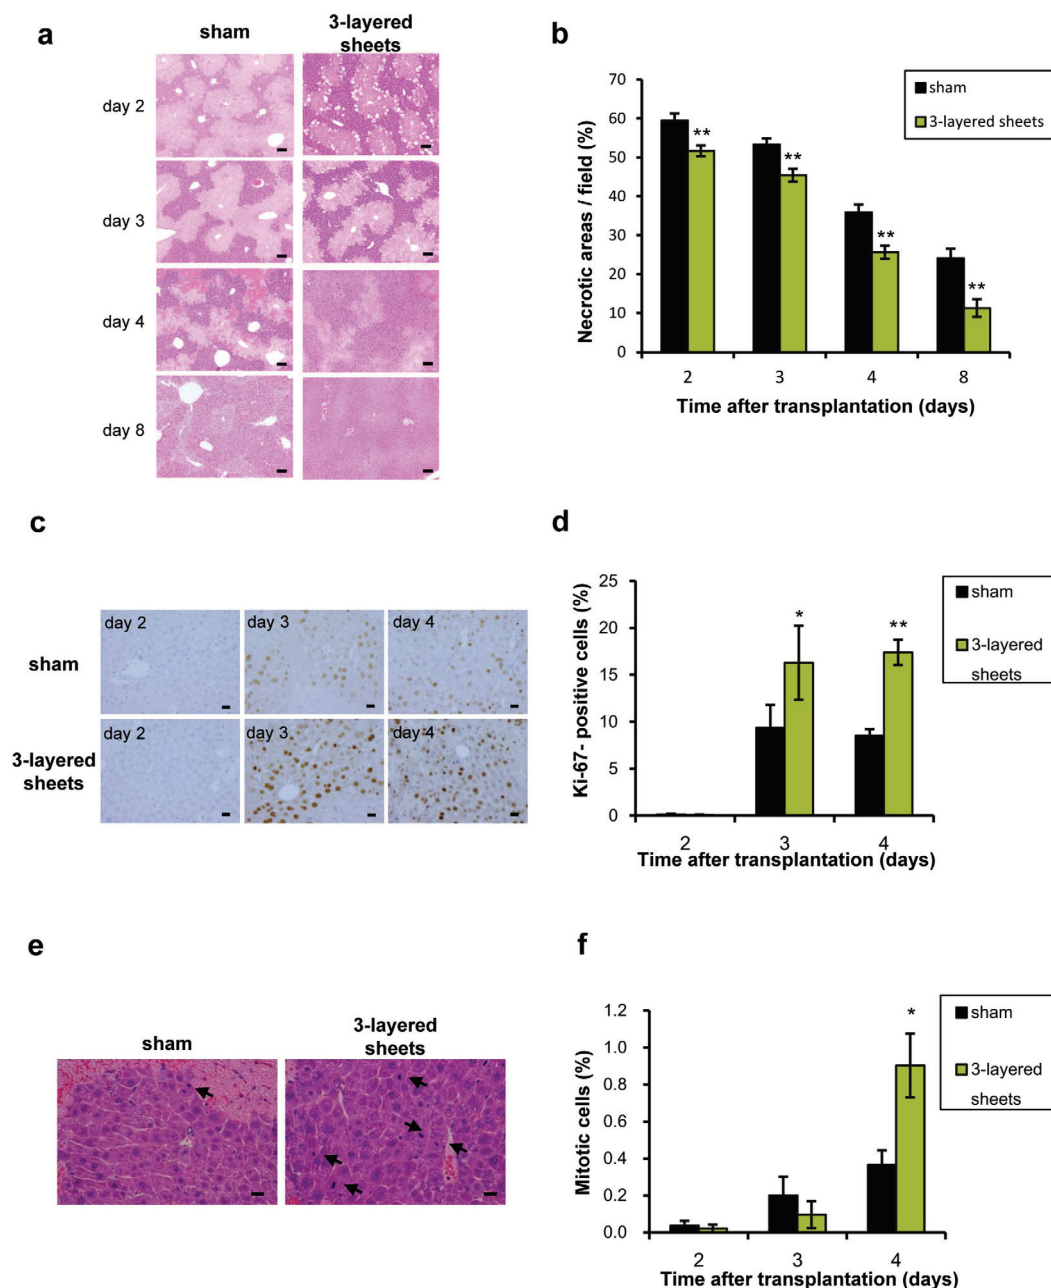 a
sham
3-layered
sheets
day 2
day 3
day 4
day 8
b
Necrotic areas / field (%)
70
60
50
40
30
20
10
0
sham
3-layered sheets
**
**
**
**
2 3 4 8
Time after transplantation (days)
c
sham
day 2
day 3
day 4
3-layered
sheets
day 2
day 3
day 4
d
Ki-67- positive cells (%)
25
20
15
10
5
0
sham
3-layered
sheets
*
**
2 3 4
Time after transplantation (days)
e
sham
3-layered
sheets
f
Mitotic cells (%)
1.2
1.0
0.8
0.6
0.4
0.2
0.0
sham
3-layered
sheets
*
2 3 4
Time after transplantation (days)